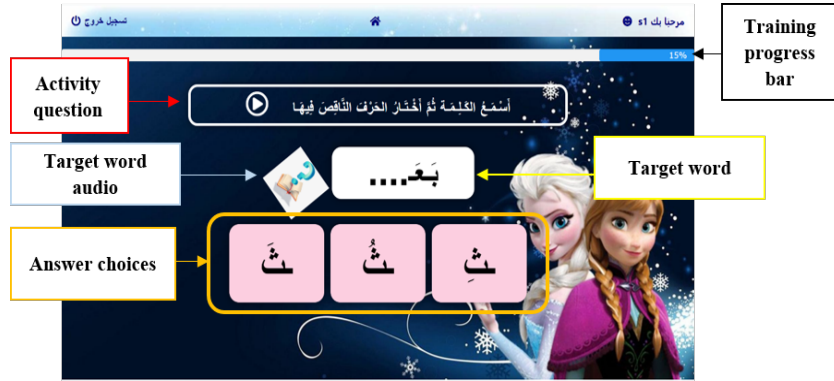 مرحبا بك s1
تسجيل خروج
15%
Training progress bar
Activity question
أَسْمَعُ الكَلِمَة ثُمَّ أَخْتَارُ الحَرْفَ النَّاقِصَ فِيهَا
Target word audio
بَعَـ....
Target word
Answer choices
ـثِ
ـثُ
ـثَ